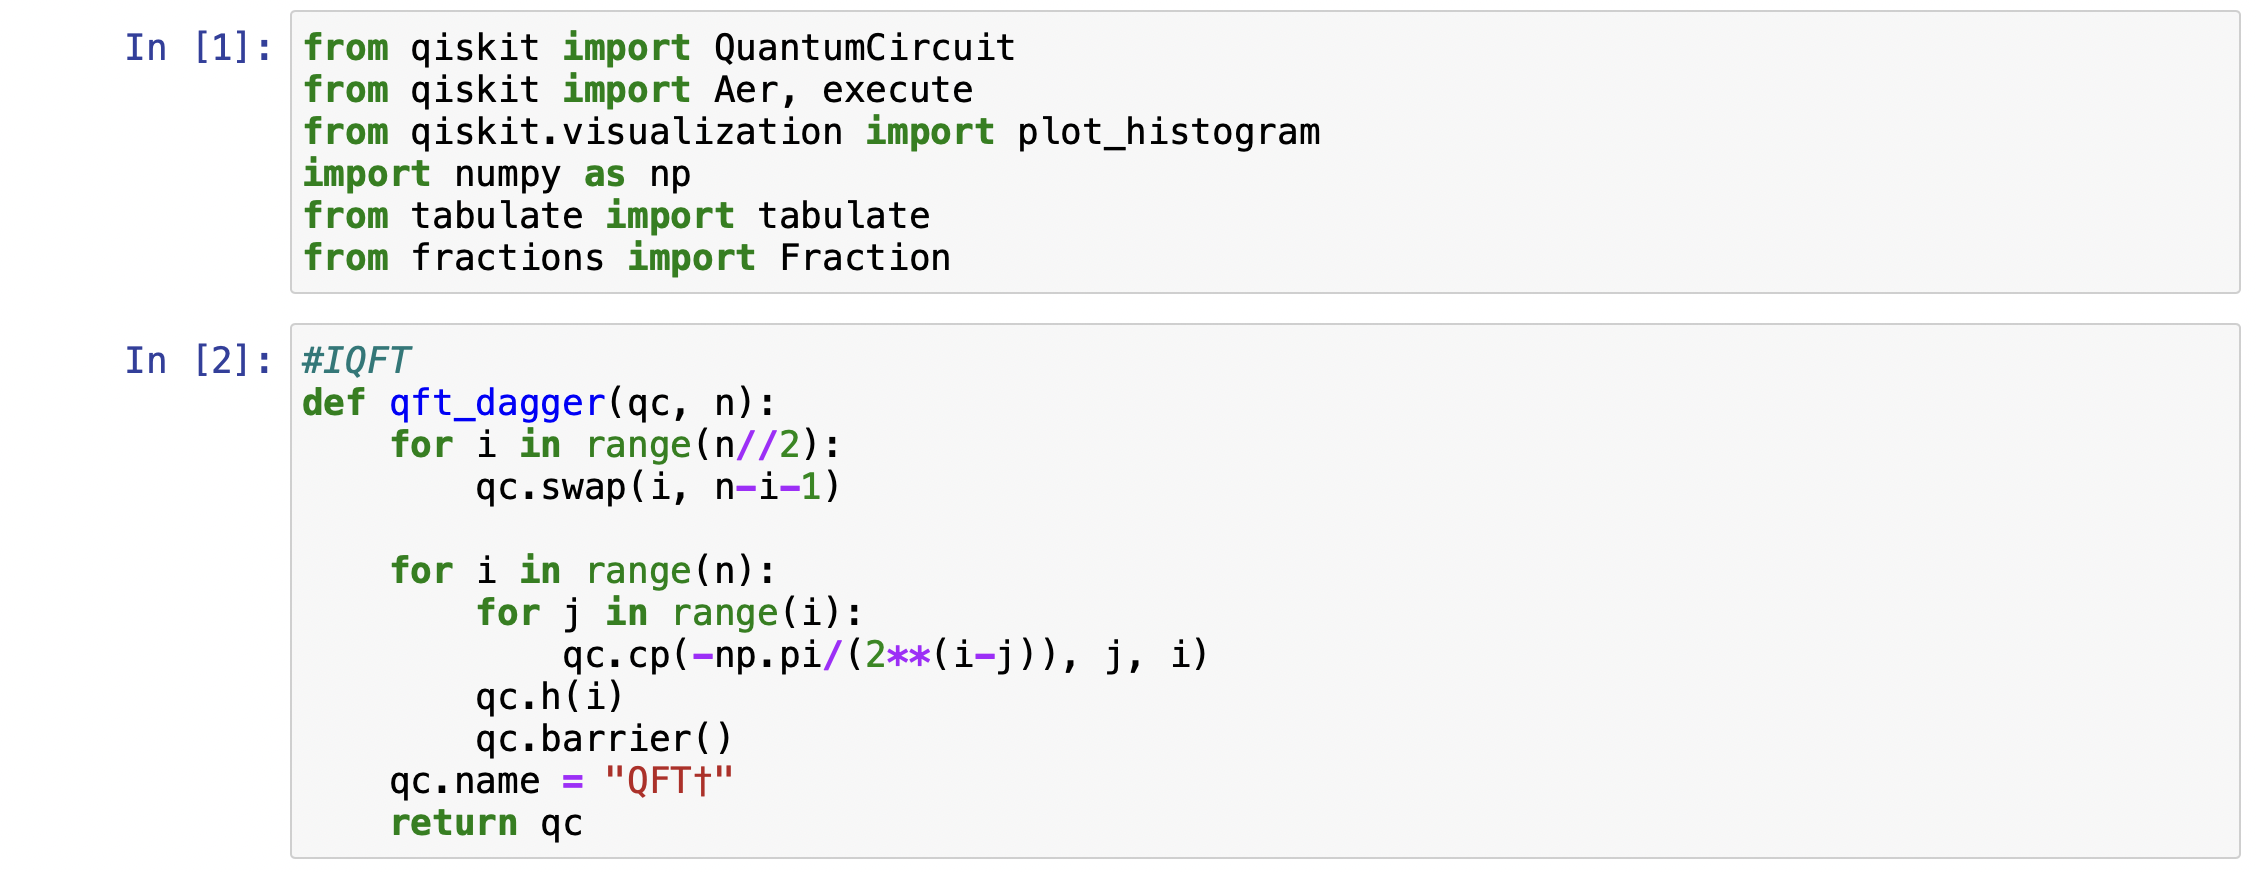 In [1]:
from qiskit import QuantumCircuit
from qiskit import Aer, execute
from qiskit.visualization import plot_histogram
import numpy as np
from tabulate import tabulate
from fractions import Fraction
In [2]:
#IQFT
def qft_dagger(qc, n):
    for i in range(n//2):
        qc.swap(i, n-i-1)

    for i in range(n):
        for j in range(i):
            qc.cp(-np.pi/(2**(i-j)), j, i)
        qc.h(i)
        qc.barrier()
    qc.name = "QFT†"
    return qc